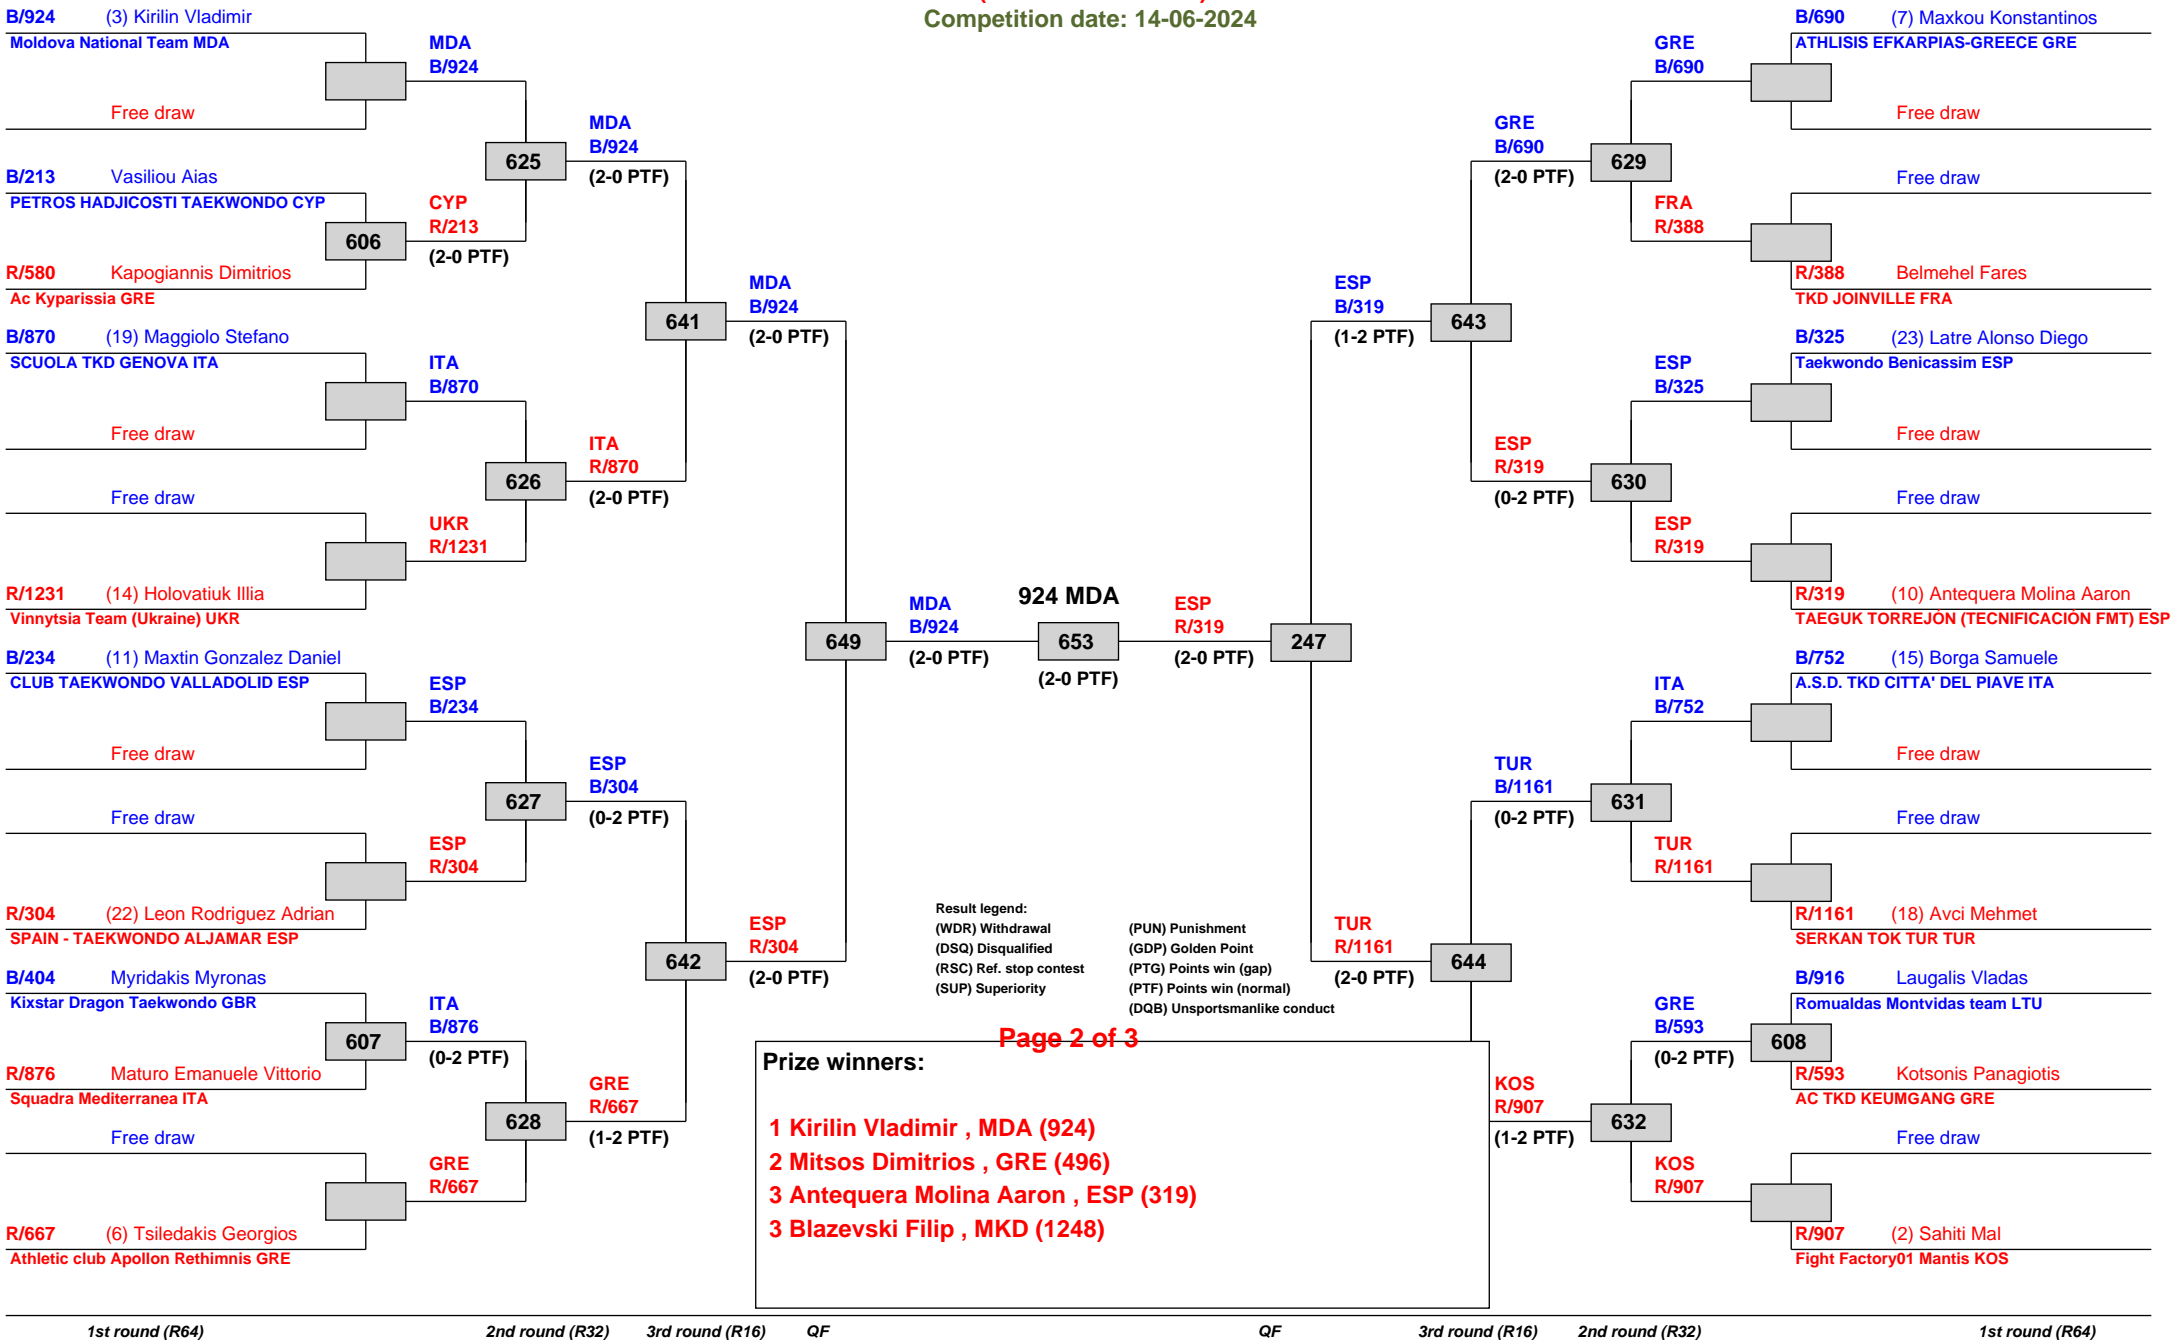 Competition date: 14-06-2024
B/924 (3) Kirilin Vladimir
Moldova National Team MDA
Free draw
B/213 Vasiliou Aias
PETROS HADJICOSTI TAEKWONDO CYP
606
R/580 Kapogiannis Dimitrios
Ac Kyparissia GRE
B/870 (19) Maggiolo Stefano
SCUOLA TKD GENOVA ITA
Free draw
Free draw
R/1231 (14) Holovatiuk Illia
Vinnytsia Team (Ukraine) UKR
B/234 (11) Maxtin Gonzalez Daniel
CLUB TAEKWONDO VALLADOLID ESP
Free draw
Free draw
R/304 (22) Leon Rodriguez Adrian
SPAIN - TAEKWONDO ALJAMAR ESP
B/404 Myridakis Myronas
Kixstar Dragon Taekwondo GBR
607
R/876 Maturo Emanuele Vittorio
Squadra Mediterranea ITA
Free draw
R/667 (6) Tsiledakis Georgios
Athletic club Apollon Rethimnis GRE
MDA
B/924
625
CYP
R/213
(2-0 PTF)
ITA
B/870
626
UKR
R/1231
ESP
B/234
627
ESP
R/304
ITA
B/876
(0-2 PTF)
628
GRE
R/667
MDA
B/924
(2-0 PTF)
641
ITA
R/870
(2-0 PTF)
ESP
B/304
(0-2 PTF)
642
GRE
R/667
(1-2 PTF)
MDA
B/924
(2-0 PTF)
649
ESP
R/304
(2-0 PTF)
MDA
B/924
(2-0 PTF)
924 MDA
653
(2-0 PTF)
ESP
R/319
(2-0 PTF)
247
ESP
B/319
(1-2 PTF)
643
TUR
R/1161
(2-0 PTF)
644
GRE
B/690
(2-0 PTF)
629
ESP
R/319
(0-2 PTF)
630
TUR
B/1161
(0-2 PTF)
631
KOS
R/907
(1-2 PTF)
632
GRE
B/690
FRA
R/388
ESP
B/325
ESP
R/319
ITA
B/752
TUR
R/1161
GRE
B/593
(0-2 PTF)
608
KOS
R/907
B/690 (7) Maxkou Konstantinos
ATHLISIS EFKARPIAS-GREECE GRE
Free draw
Free draw
R/388 Belmehel Fares
TKD JOINVILLE FRA
B/325 (23) Latre Alonso Diego
Taekwondo Benicassim ESP
Free draw
Free draw
R/319 (10) Antequera Molina Aaron
TAEGUK TORREJÓN (TECNIFICACIÓN FMT) ESP
B/752 (15) Borga Samuele
A.S.D. TKD CITTA' DEL PIAVE ITA
Free draw
Free draw
R/1161 (18) Avci Mehmet
SERKAN TOK TUR TUR
B/916 Laugalis Vladas
Romualdas Montvidas team LTU
R/593 Kotsonis Panagiotis
AC TKD KEUMGANG GRE
Free draw
R/907 (2) Sahiti Mal
Fight Factory01 Mantis KOS
Result legend:
(WDR) Withdrawal (PUN) Punishment
(DSQ) Disqualified (GDP) Golden Point
(RSC) Ref. stop contest (PTG) Points win (gap)
(SUP) Superiority (PTF) Points win (normal)
(DQB) Unsportsmanlike conduct
Page 2 of 3
Prize winners:
1 Kirilin Vladimir , MDA (924)
2 Mitsos Dimitrios , GRE (496)
3 Antequera Molina Aaron , ESP (319)
3 Blazevski Filip , MKD (1248)
1st round (R64) 2nd round (R32) 3rd round (R16) QF QF 3rd round (R16) 2nd round (R32) 1st round (R64)